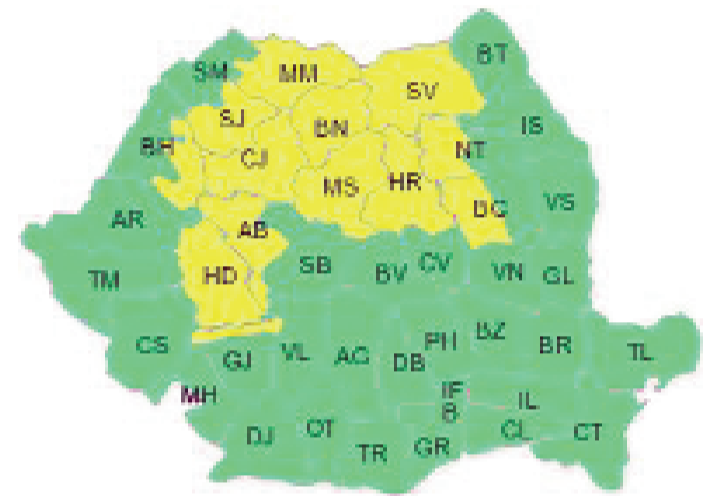 BT
SM
MM
SV
SJ
BN
IS
BH
CJ
NT
MS
HR
BC
VS
AR
AB
TM
HD
SB
BV
CV
VN
GL
CS
GJ
VL
AG
DB
PH
BZ
BR
TL
MH
IF
B
IL
DJ
OT
TR
GR
CL
CT